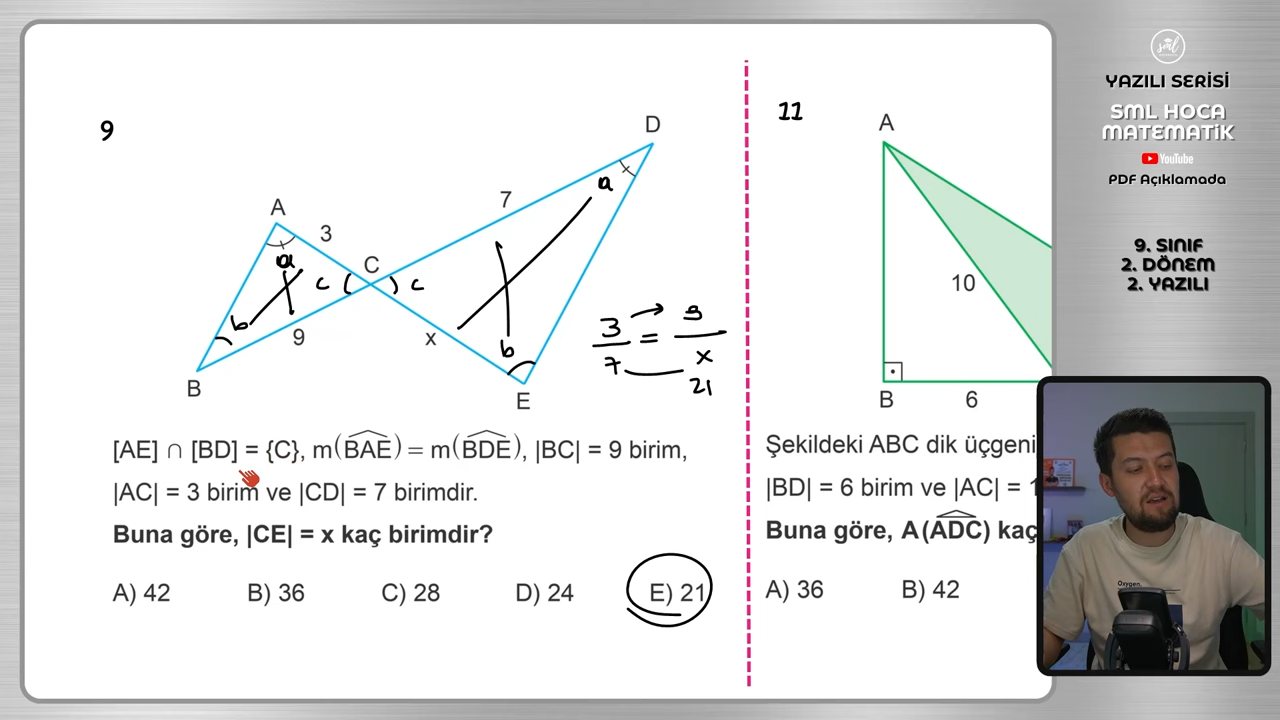 9
D
7
A
3
a
a
C
c
c
b
9
x
b
B
E
3/7 = 9/x
21
[AE] ∩ [BD] = {C}, m(BAE) = m(BDE), |BC| = 9 birim,
|AC| = 3 birim ve |CD| = 7 birimdir.
Buna göre, |CE| = x kaç birimdir?
A) 42 B) 36 C) 28 D) 24 E) 21
11
A
10
B
6
Şekildeki ABC dik üçgeni
|BD| = 6 birim ve |AC| = 1
Buna göre, A(ADC) kaç
A) 36 B) 42
sml
YAZILI SERİSİ
SML HOCA
MATEMATİK
YouTube
PDF Açıklamada
9. SINIF
2. DÖNEM
2. YAZILI
Oxygen.